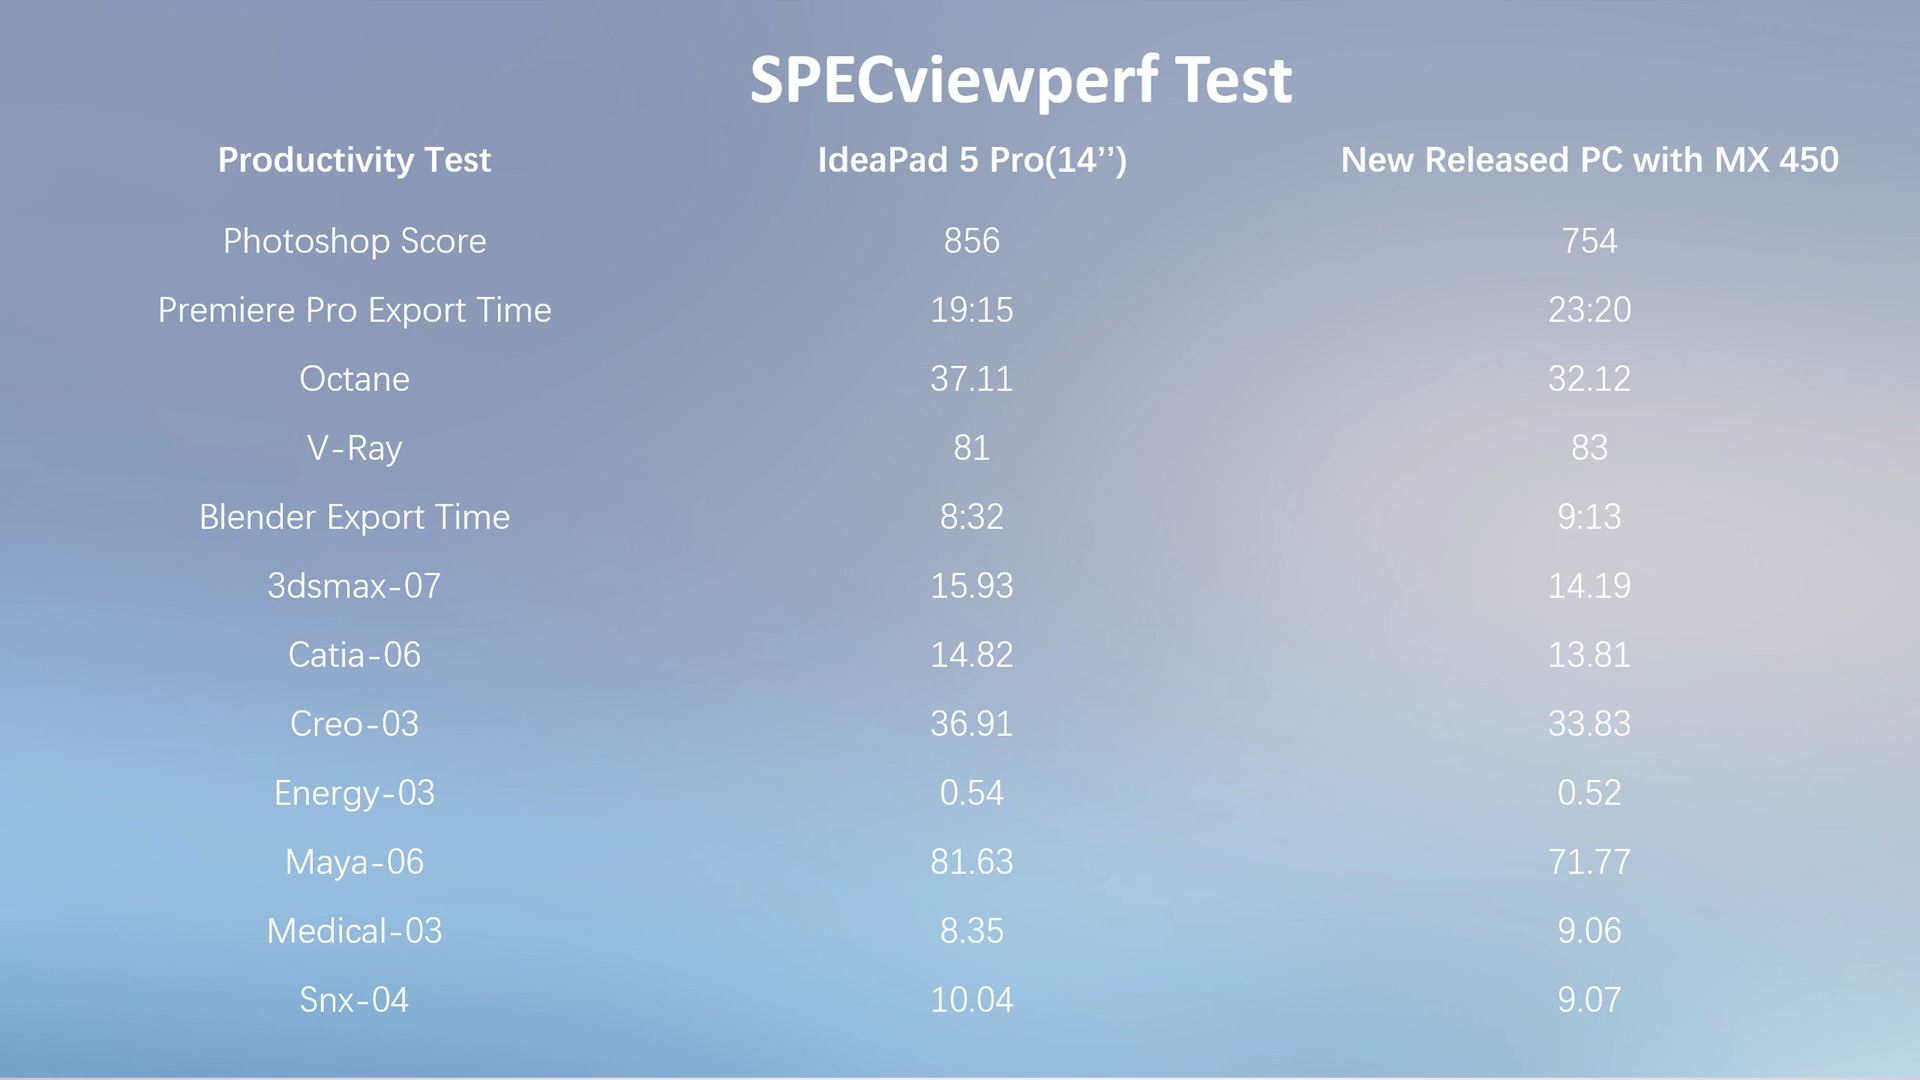 SPECviewperf Test
Productivity Test IdeaPad 5 Pro(14’’) New Released PC with MX 450
Photoshop Score 856 754
Premiere Pro Export Time 19:15 23:20
Octane 37.11 32.12
V-Ray 81 83
Blender Export Time 8:32 9:13
3dsmax-07 15.93 14.19
Catia-06 14.82 13.81
Creo-03 36.91 33.83
Energy-03 0.54 0.52
Maya-06 81.63 71.77
Medical-03 8.35 9.06
Snx-04 10.04 9.07